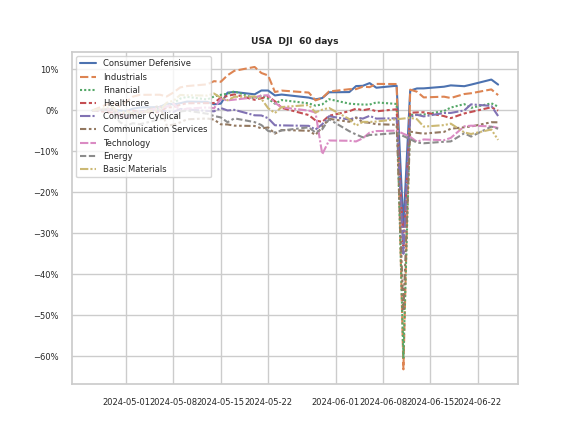 USA DJI 60 days
10%
0%
−10%
−20%
−30%
−40%
−50%
−60%
Consumer Defensive
Industrials
Financial
Healthcare
Consumer Cyclical
Communication Services
Technology
Energy
Basic Materials
2024-05-01 2024-05-08 2024-05-15 2024-05-22 2024-06-01 2024-06-08 2024-06-15 2024-06-22